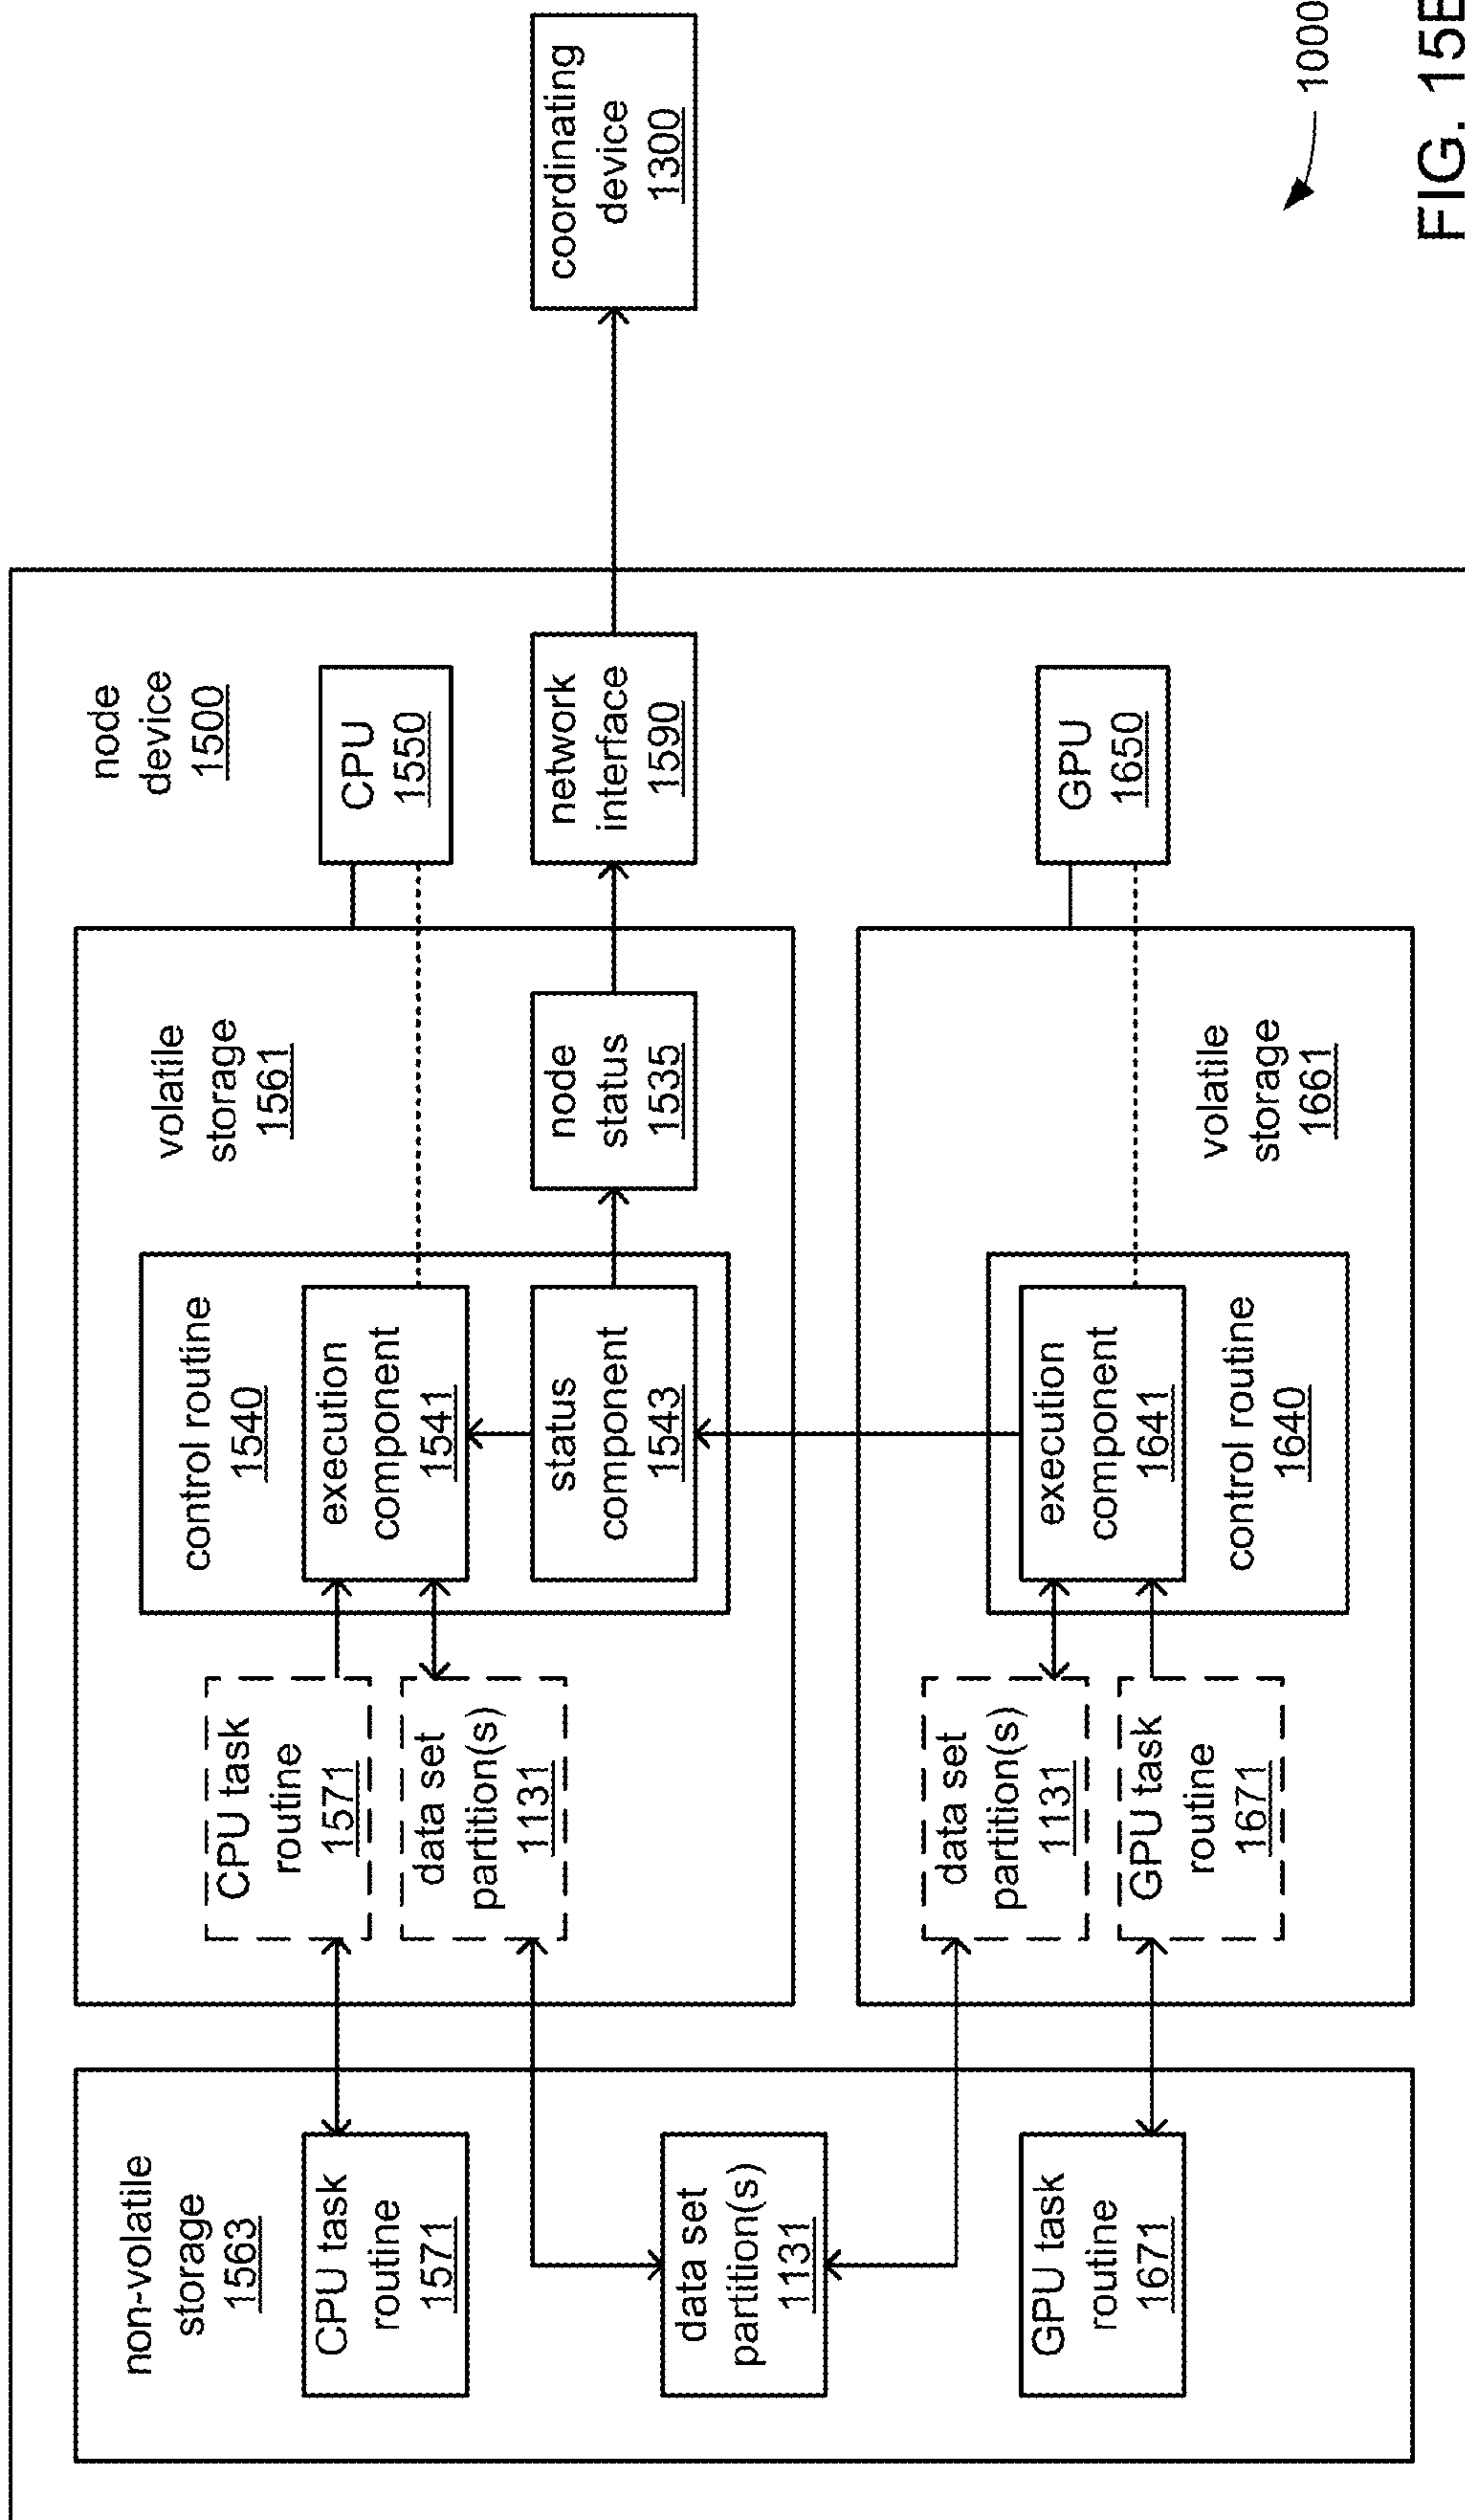 non-volatile
storage
1563
CPU task
routine
1571
data set
partition(s)
1131
GPU task
routine
1671
CPU task
routine
1571
data set
partition(s)
1131
data set
partition(s)
1131
GPU task
routine
1671
control routine
1540
execution
component
1541
status
component
1543
execution
component
1641
control routine
1640
volatile
storage
1561
node
status
1535
volatile
storage
1661
node
device
1500
CPU
1550
network
interface
1590
GPU
1650
coordinating
device
1300
1000
FIG. 15E